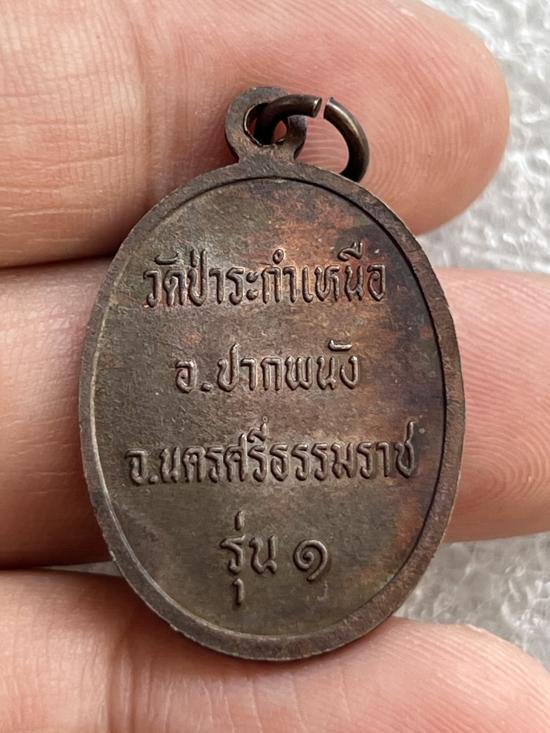 วัดป่าระกำเหนือ
อ.ปากพนัง
จ.นครศรีธรรมราช
รุ่น ๑